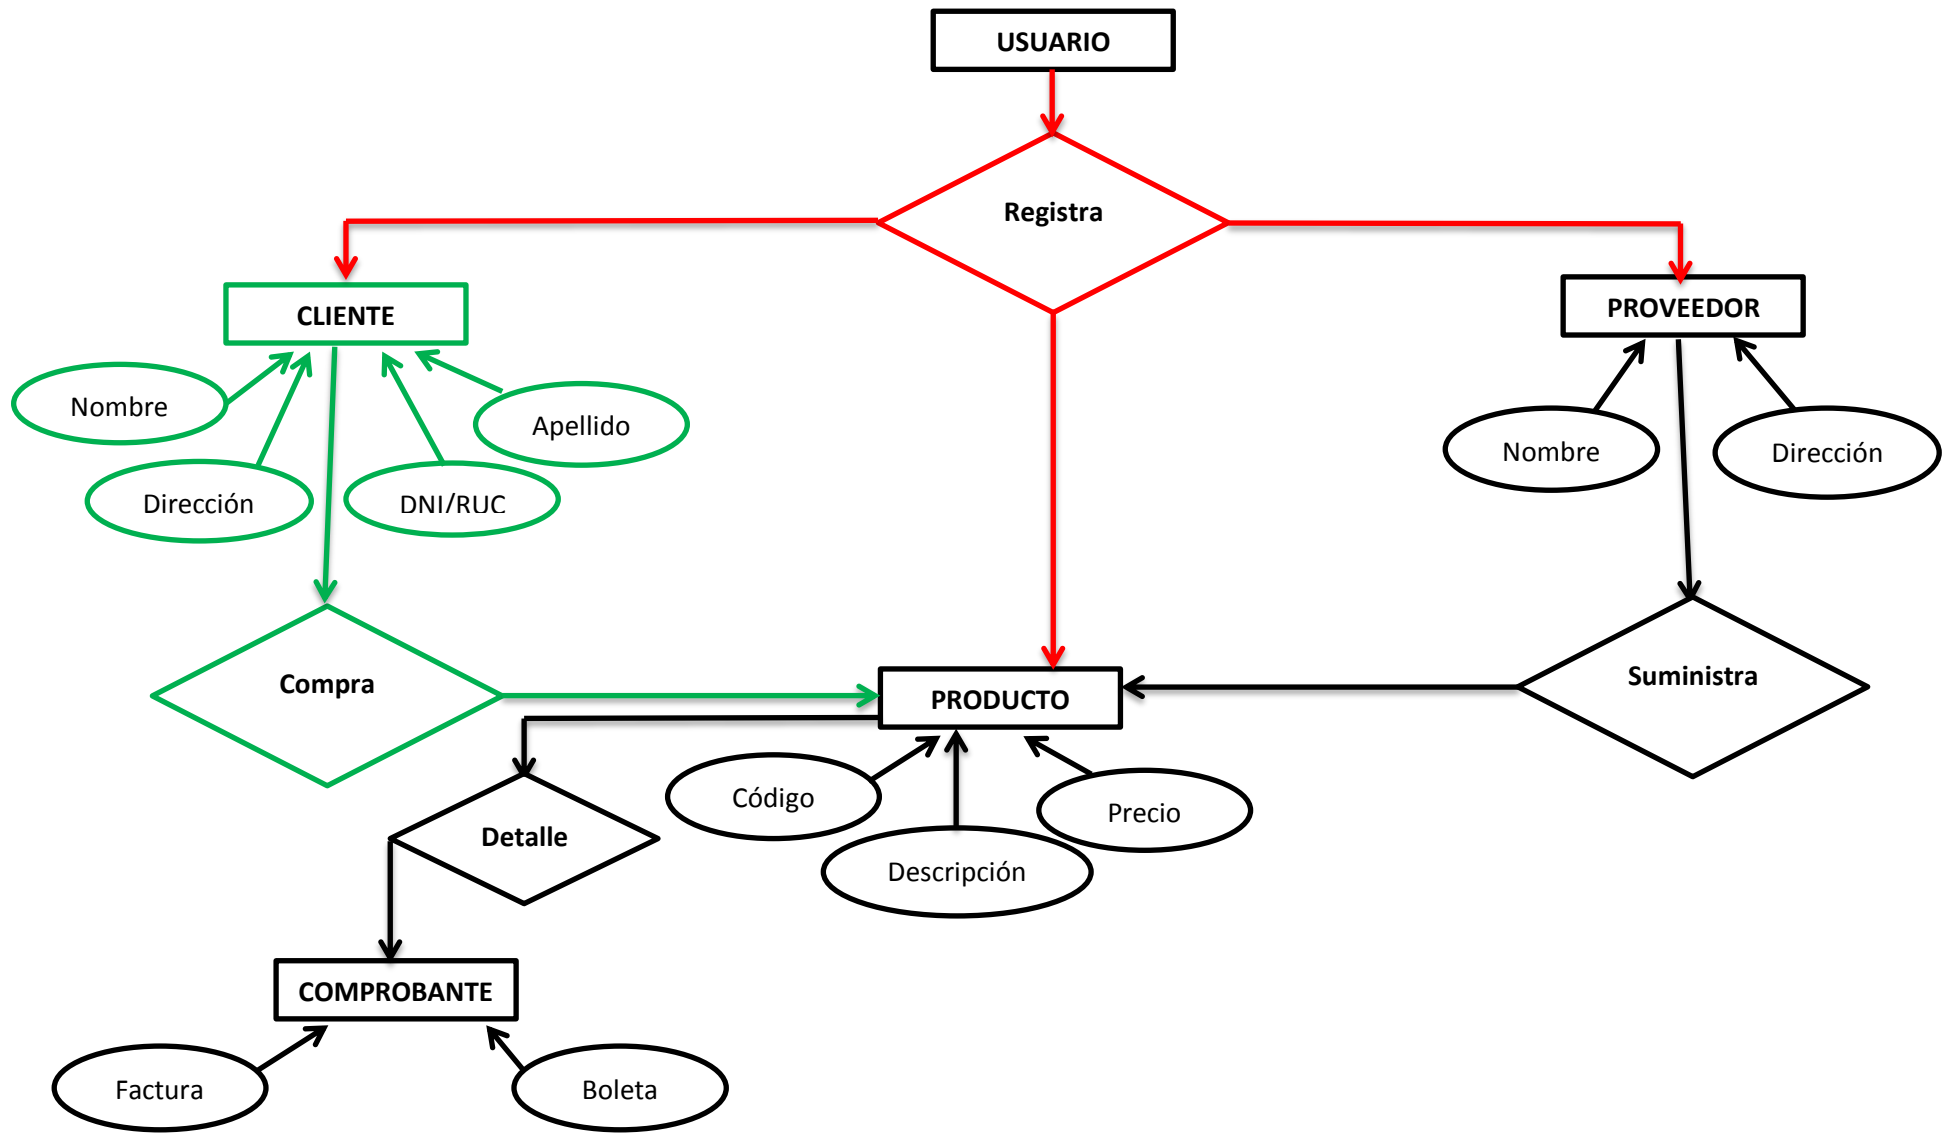 USUARIO
Registra
CLIENTE
PROVEEDOR
Nombre
Apellido
Dirección
DNI/RUC
Nombre
Dirección
Compra
PRODUCTO
Suministra
Código
Precio
Descripción
Detalle
COMPROBANTE
Factura
Boleta